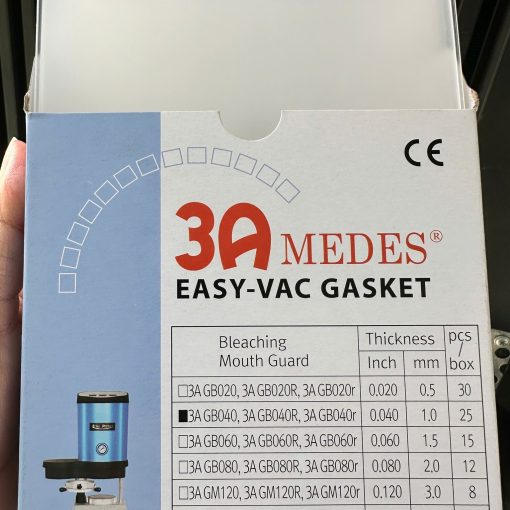 CE
3A MEDES®
EASY-VAC GASKET
Bleaching Mouth Guard Thickness pcs / box
Inch mm
□3A GB020, 3A GB020R, 3A GB020r 0.020 0.5 30
■3A GB040, 3A GB040R, 3A GB040r 0.040 1.0 25
□3A GB060, 3A GB060R, 3A GB060r 0.060 1.5 15
□3A GB080, 3A GB080R, 3A GB080r 0.080 2.0 12
□3A GM120, 3A GM120R, 3A GM120r 0.120 3.0 8